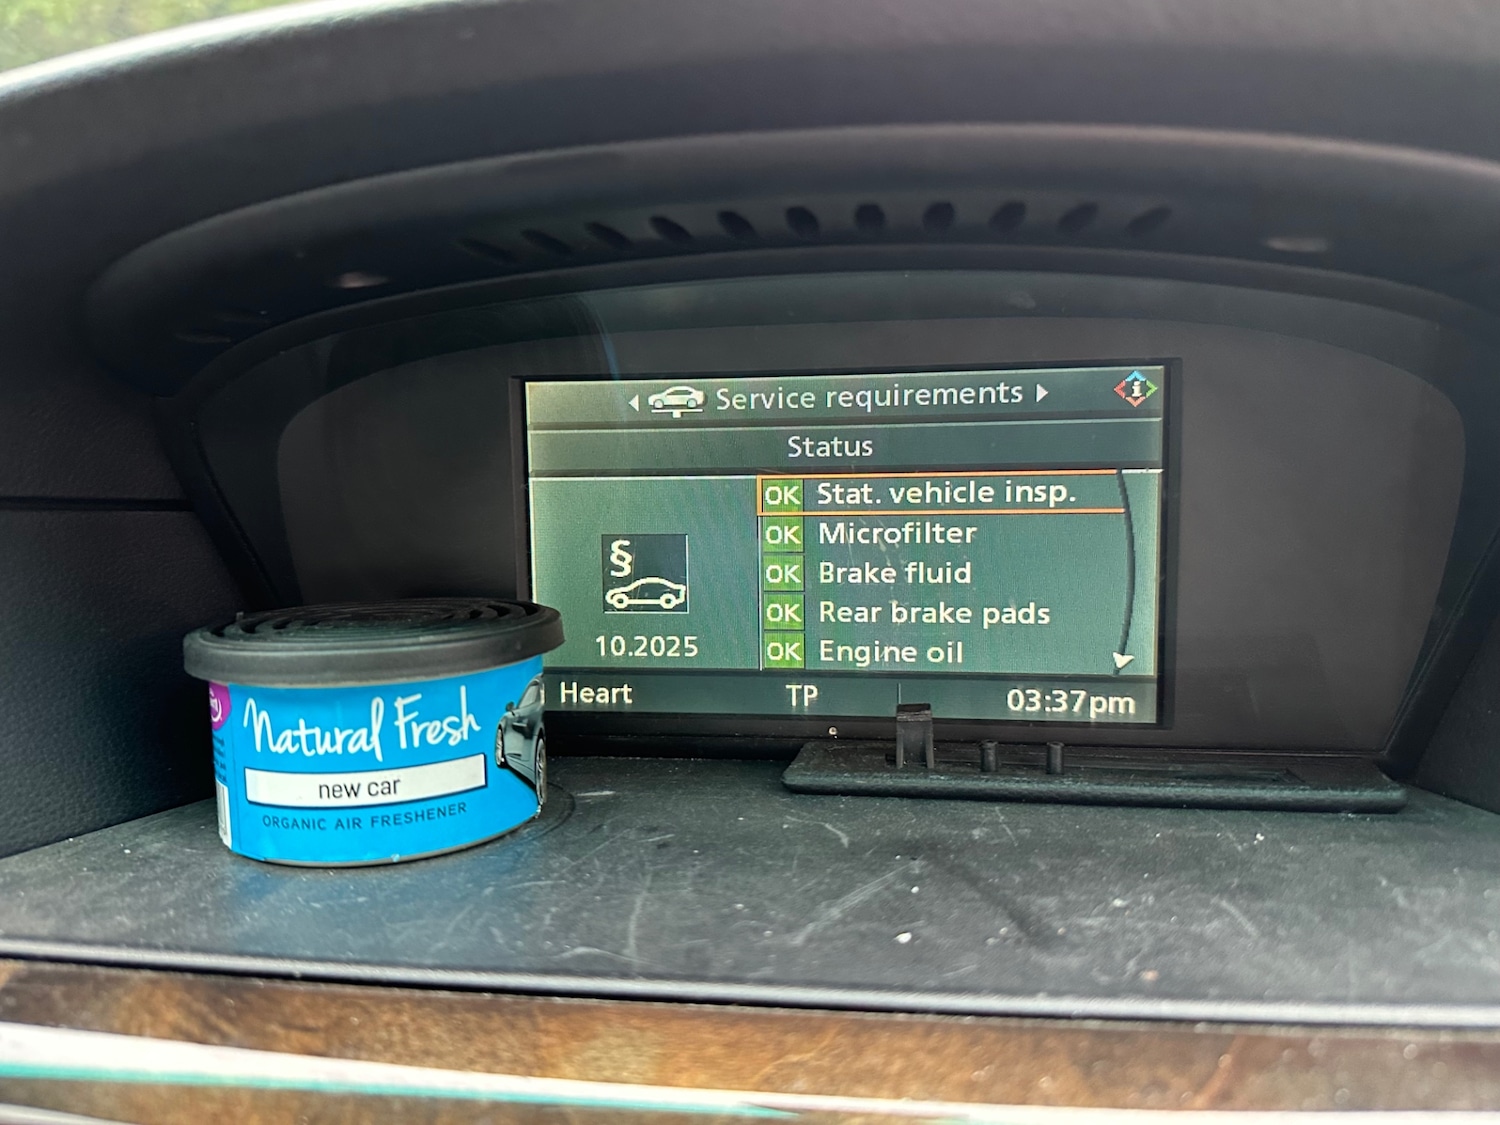 Service requirements
Status
OK Stat. vehicle insp.
OK Microfilter
OK Brake fluid
OK Rear brake pads
OK Engine oil
§
10.2025
Heart TP 03:37pm
Natural Fresh
new car
ORGANIC AIR FRESHENER